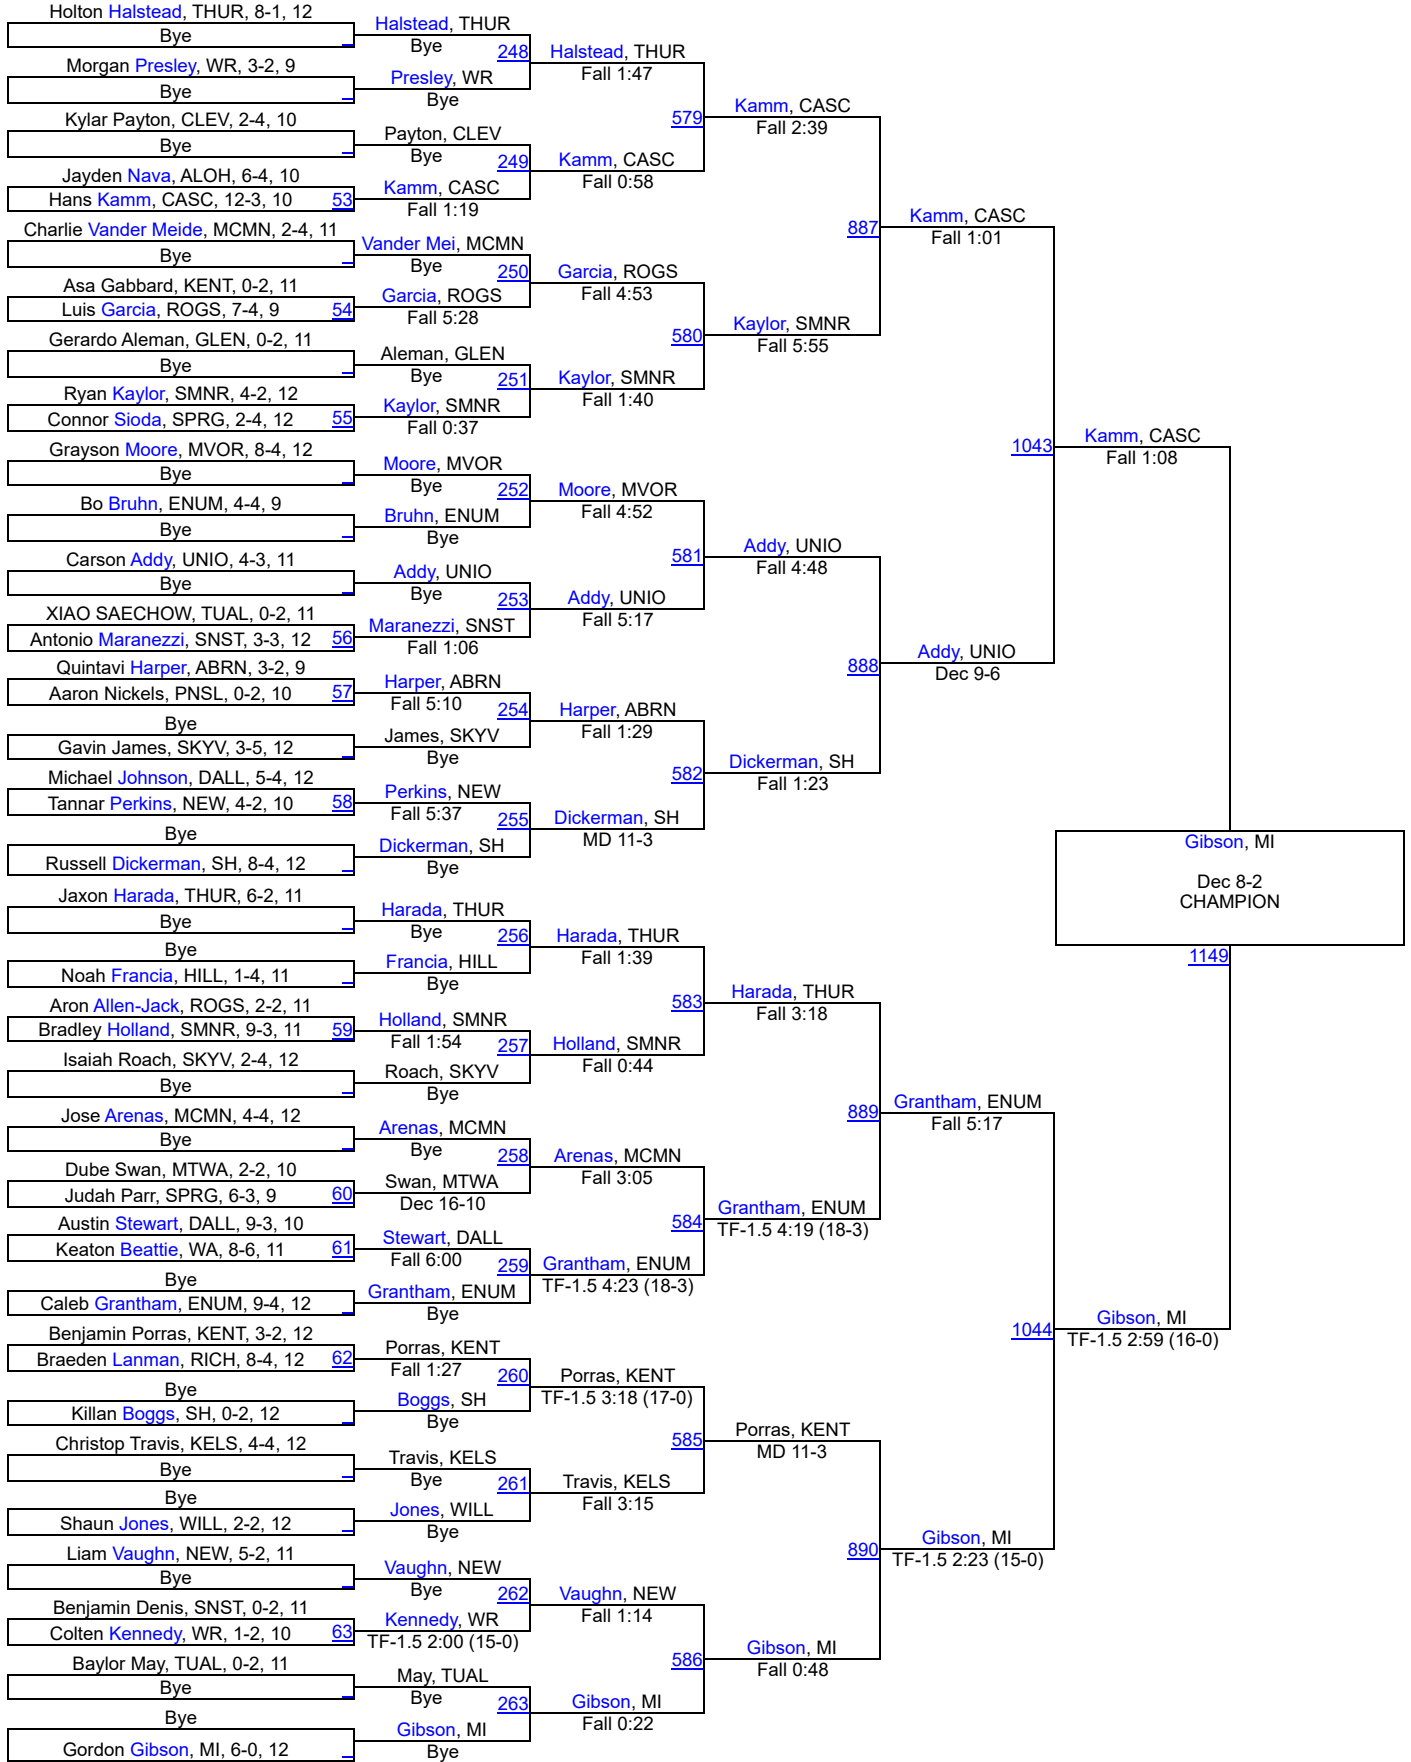 Holton Halstead, THUR, 8-1, 12
Bye
Morgan Presley, WR, 3-2, 9
Bye
Kylar Payton, CLEV, 2-4, 10
Bye
Jayden Nava, ALOH, 6-4, 10
Hans Kamm, CASC, 12-3, 10 53
Charlie Vander Meide, MCMN, 2-4, 11
Bye
Asa Gabbard, KENT, 0-2, 11
Luis Garcia, ROGS, 7-4, 9 54
Gerardo Aleman, GLEN, 0-2, 11
Bye
Ryan Kaylor, SMNR, 4-2, 12
Connor Sioda, SPRG, 2-4, 12 55
Grayson Moore, MVOR, 8-4, 12
Bye
Bo Bruhn, ENUM, 4-4, 9
Bye
Carson Addy, UNIO, 4-3, 11
Bye
XIAO SAECHOW, TUAL, 0-2, 11
Antonio Maranezzi, SNST, 3-3, 12 56
Quintavi Harper, ABRN, 3-2, 9
Aaron Nickels, PNSL, 0-2, 10 57
Bye
Gavin James, SKYV, 3-5, 12
Michael Johnson, DALL, 5-4, 12
Tannar Perkins, NEW, 4-2, 10 58
Bye
Russell Dickerman, SH, 8-4, 12
Jaxon Harada, THUR, 6-2, 11
Bye
Bye
Noah Francia, HILL, 1-4, 11
Aron Allen-Jack, ROGS, 2-2, 11
Bradley Holland, SMNR, 9-3, 11 59
Isaiah Roach, SKYV, 2-4, 12
Bye
Jose Arenas, MCMN, 4-4, 12
Bye
Dube Swan, MTWA, 2-2, 10
Judah Parr, SPRG, 6-3, 9 60
Austin Stewart, DALL, 9-3, 10
Keaton Beattie, WA, 8-6, 11 61
Bye
Caleb Grantham, ENUM, 9-4, 12
Benjamin Porras, KENT, 3-2, 12
Braeden Lanman, RICH, 8-4, 12 62
Bye
Killan Boggs, SH, 0-2, 12
Christop Travis, KELS, 4-4, 12
Bye
Bye
Shaun Jones, WILL, 2-2, 12
Liam Vaughn, NEW, 5-2, 11
Bye
Benjamin Denis, SNST, 0-2, 11
Colten Kennedy, WR, 1-2, 10 63
Baylor May, TUAL, 0-2, 11
Bye
Bye
Gordon Gibson, MI, 6-0, 12
Halstead, THUR
Bye
248
Presley, WR
Bye
Payton, CLEV
Bye
249
Kamm, CASC
Fall 1:19
Vander Mei, MCMN
Bye
250
Garcia, ROGS
Fall 5:28
Aleman, GLEN
Bye
251
Kaylor, SMNR
Fall 0:37
Moore, MVOR
Bye
252
Bruhn, ENUM
Bye
Addy, UNIO
Bye
253
Maranezzi, SNST
Fall 1:06
Harper, ABRN
Fall 5:10
254
James, SKYV
Bye
Perkins, NEW
Fall 5:37
255
Dickerman, SH
Bye
Harada, THUR
Bye
256
Francia, HILL
Bye
Holland, SMNR
Fall 1:54
257
Roach, SKYV
Bye
Arenas, MCMN
Bye
258
Swan, MTWA
Dec 16-10
Stewart, DALL
Fall 6:00
259
Grantham, ENUM
Bye
Porras, KENT
Fall 1:27
260
Boggs, SH
Bye
Travis, KELS
Bye
261
Jones, WILL
Bye
Vaughn, NEW
Bye
262
Kennedy, WR
TF-1.5 2:00 (15-0)
May, TUAL
Bye
263
Gibson, MI
Bye
Halstead, THUR
Fall 1:47
579
Kamm, CASC
Fall 0:58
Garcia, ROGS
Fall 4:53
580
Kaylor, SMNR
Fall 1:40
Moore, MVOR
Fall 4:52
581
Addy, UNIO
Fall 5:17
Harper, ABRN
Fall 1:29
582
Dickerman, SH
MD 11-3
Harada, THUR
Fall 1:39
583
Holland, SMNR
Fall 0:44
Arenas, MCMN
Fall 3:05
584
Grantham, ENUM
TF-1.5 4:23 (18-3)
Porras, KENT
TF-1.5 3:18 (17-0)
585
Travis, KELS
Fall 3:15
Vaughn, NEW
Fall 1:14
586
Gibson, MI
Fall 0:22
Kamm, CASC
Fall 2:39
887
Kaylor, SMNR
Fall 5:55
Addy, UNIO
Fall 4:48
888
Dickerman, SH
Fall 1:23
Harada, THUR
Fall 3:18
889
Grantham, ENUM
TF-1.5 4:19 (18-3)
Porras, KENT
MD 11-3
890
Gibson, MI
Fall 0:48
Kamm, CASC
Fall 1:01
1043
Addy, UNIO
Dec 9-6
Grantham, ENUM
Fall 5:17
1044
Gibson, MI
TF-1.5 2:23 (15-0)
Kamm, CASC
Fall 1:08
Gibson, MI
Dec 8-2
CHAMPION
1149
Gibson, MI
TF-1.5 2:59 (16-0)